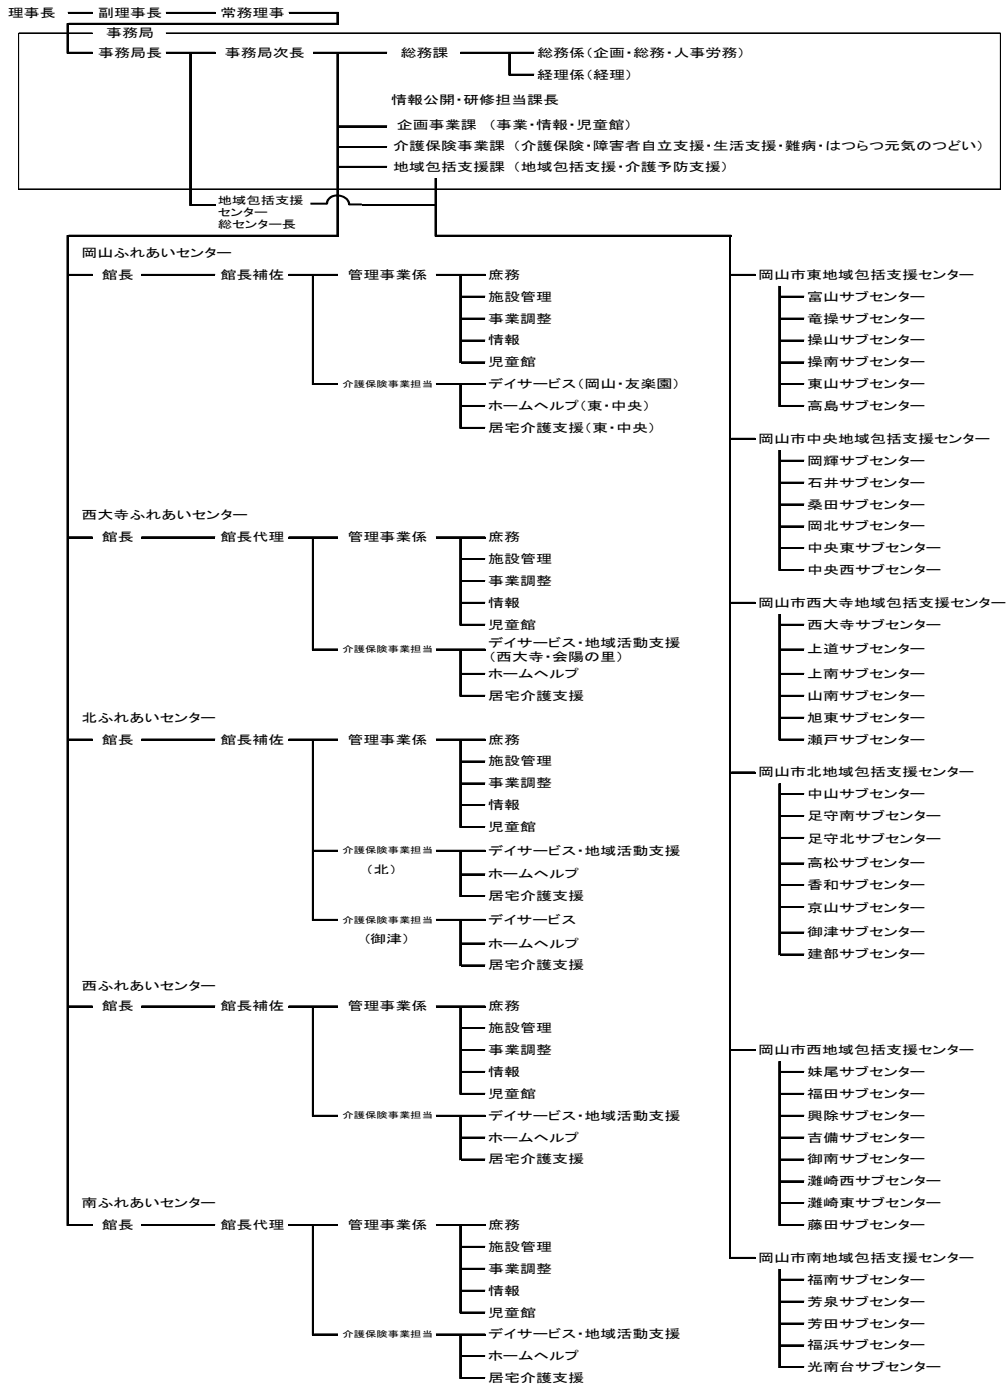 理事長 副理事長 常務理事
事務局
事務局長 事務局次長 総務課 総務係(企画・総務・人事労務)
経理係(経理)
情報公開・研修担当課長
企画事業課 (事業・情報・児童館)
介護保険事業課 (介護保険・障害者自立支援・生活支援・難病・はつらつ元気のつどい)
地域包括支援課 (地域包括支援・介護予防支援)
地域包括支援
センター
総センター長
岡山ふれあいセンター
館長 館長補佐 管理事業係 庶務
施設管理
事業調整
情報
児童館
介護保険事業担当 デイサービス(岡山・友楽園)
ホームヘルプ(東・中央)
居宅介護支援(東・中央)
西大寺ふれあいセンター
館長 館長代理 管理事業係 庶務
施設管理
事業調整
情報
児童館
介護保険事業担当 デイサービス・地域活動支援
(西大寺・会陽の里)
ホームヘルプ
居宅介護支援
北ふれあいセンター
館長 館長補佐 管理事業係 庶務
施設管理
事業調整
情報
児童館
介護保険事業担当 デイサービス・地域活動支援
(北)
ホームヘルプ
居宅介護支援
介護保険事業担当 デイサービス
(御津)
ホームヘルプ
居宅介護支援
西ふれあいセンター
館長 館長補佐 管理事業係 庶務
施設管理
事業調整
情報
児童館
介護保険事業担当 デイサービス・地域活動支援
ホームヘルプ
居宅介護支援
南ふれあいセンター
館長 館長代理 管理事業係 庶務
施設管理
事業調整
情報
児童館
介護保険事業担当 デイサービス・地域活動支援
ホームヘルプ
居宅介護支援
岡山市東地域包括支援センター
富山サブセンター
竜操サブセンター
操山サブセンター
操南サブセンター
東山サブセンター
高島サブセンター
岡山市中央地域包括支援センター
岡輝サブセンター
石井サブセンター
桑田サブセンター
岡北サブセンター
中央東サブセンター
中央西サブセンター
岡山市西大寺地域包括支援センター
西大寺サブセンター
上道サブセンター
上南サブセンター
山南サブセンター
旭東サブセンター
瀬戸サブセンター
岡山市北地域包括支援センター
中山サブセンター
足守南サブセンター
足守北サブセンター
高松サブセンター
香和サブセンター
京山サブセンター
御津サブセンター
建部サブセンター
岡山市西地域包括支援センター
妹尾サブセンター
福田サブセンター
興除サブセンター
吉備サブセンター
御南サブセンター
灘崎西サブセンター
灘崎東サブセンター
藤田サブセンター
岡山市南地域包括支援センター
福南サブセンター
芳泉サブセンター
芳田サブセンター
福浜サブセンター
光南台サブセンター